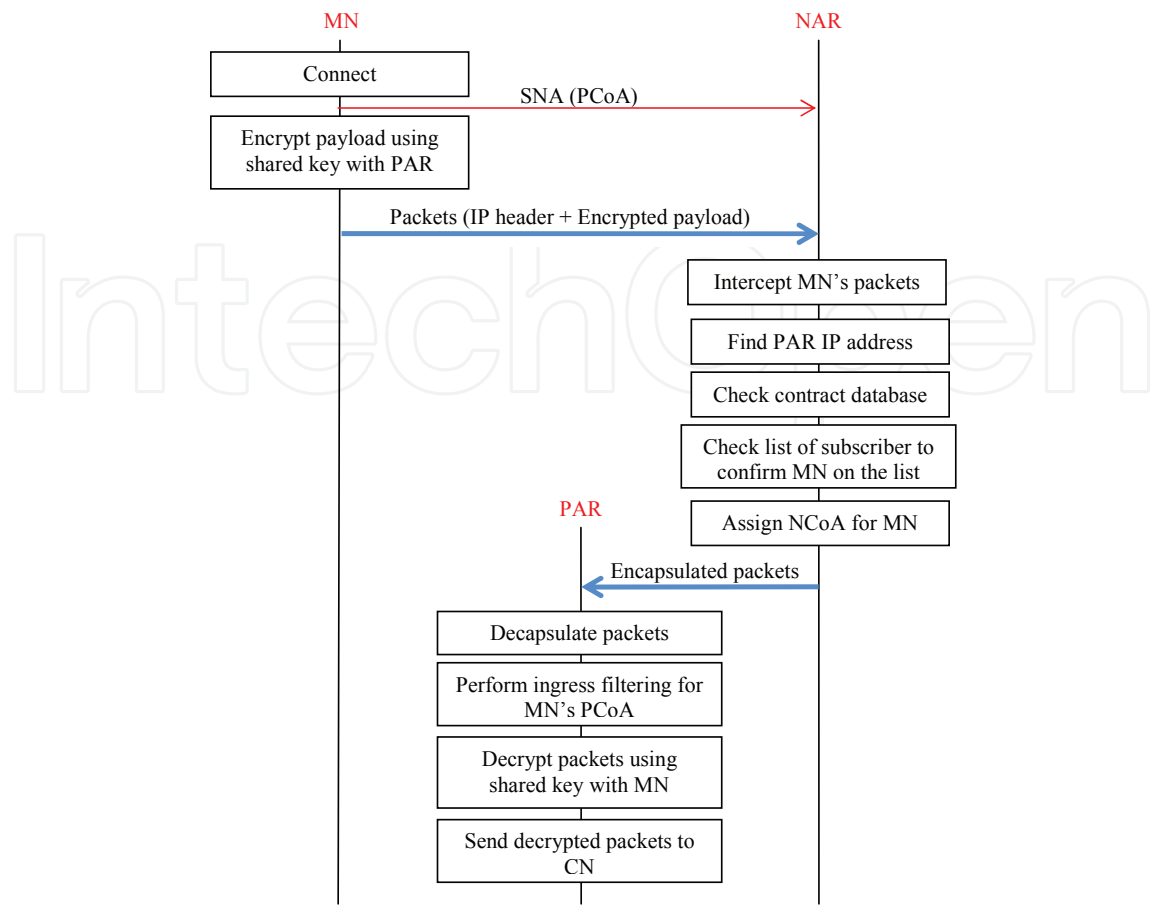 MN
NAR
Connect
SNA (PCoA)
Encrypt payload using
shared key with PAR
Packets (IP header + Encrypted payload)
IntechOpen
Intercept MN's packets
Find PAR IP address
Check contract database
Check list of subscriber to
confirm MN on the list
PAR
Assign NCoA for MN
Encapsulated packets
Decapsulate packets
Perform ingress filtering for
MN's PCoA
Decrypt packets using
shared key with MN
Send decrypted packets to
CN